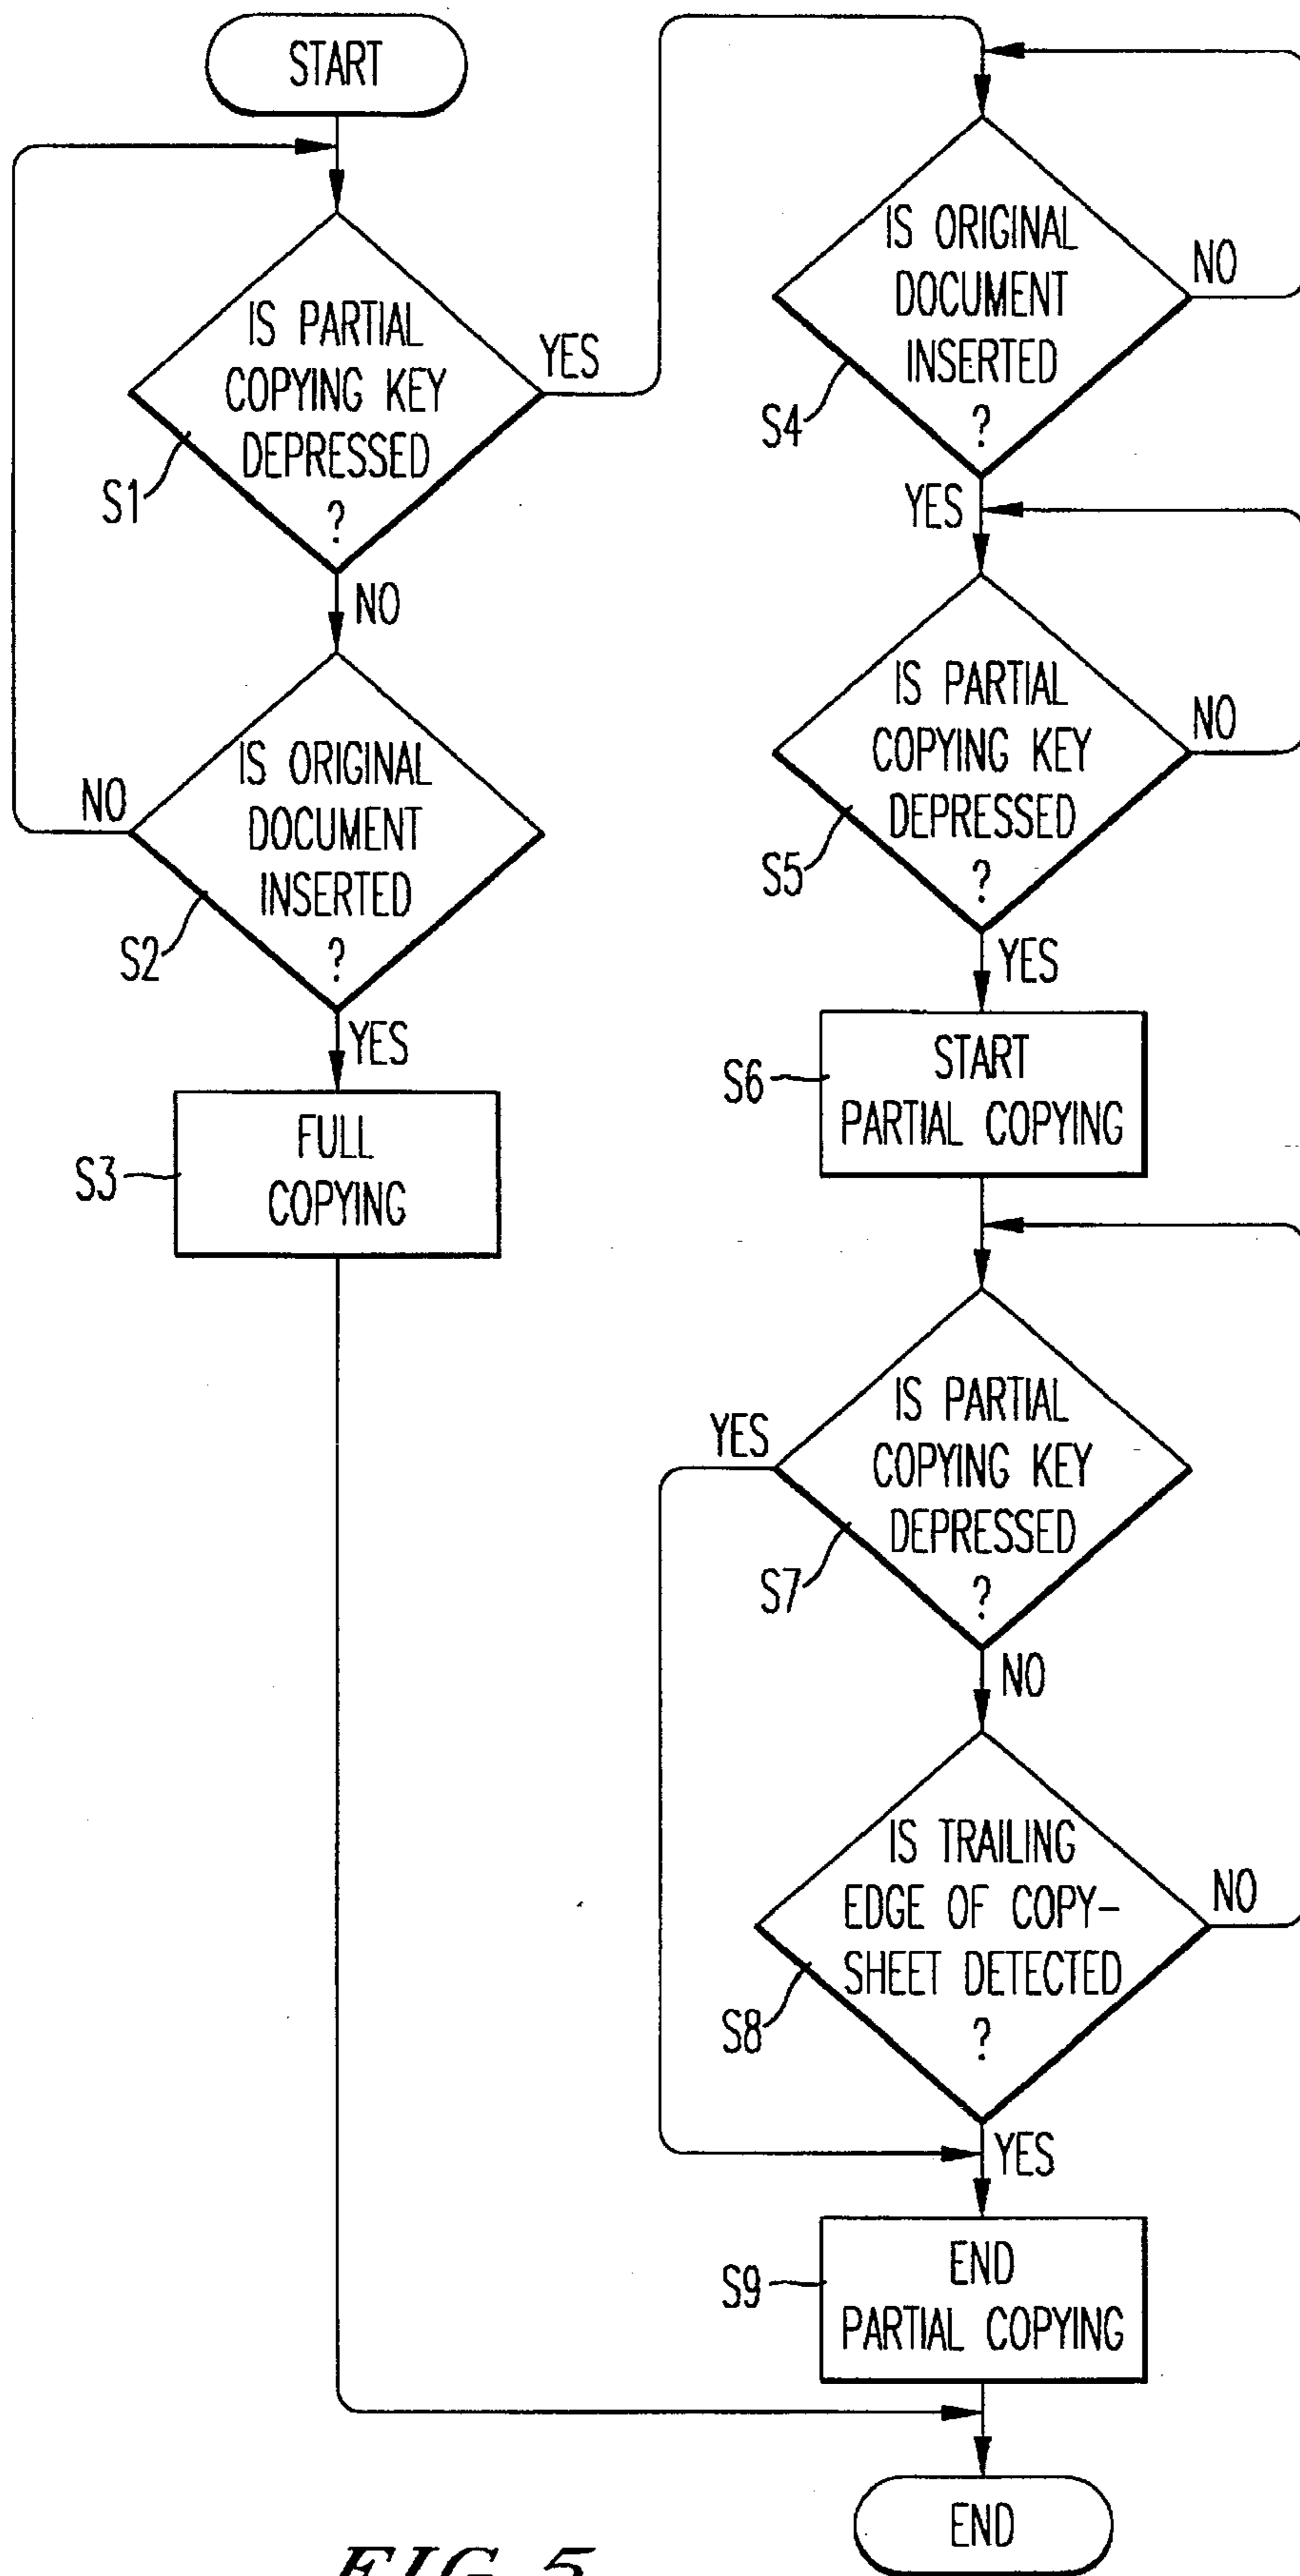 START
IS PARTIAL
COPYING KEY
DEPRESSED
?
YES
S1
NO
IS ORIGINAL
DOCUMENT
INSERTED
?
NO
S2
YES
FULL
COPYING
S3
IS ORIGINAL
DOCUMENT
INSERTED
?
NO
S4
YES
IS PARTIAL
COPYING KEY
DEPRESSED
?
NO
S5
YES
START
PARTIAL COPYING
S6
IS PARTIAL
COPYING KEY
DEPRESSED
?
YES
S7
NO
IS TRAILING
EDGE OF COPY-
SHEET DETECTED
?
NO
S8
YES
END
PARTIAL COPYING
S9
END
FIG. 5